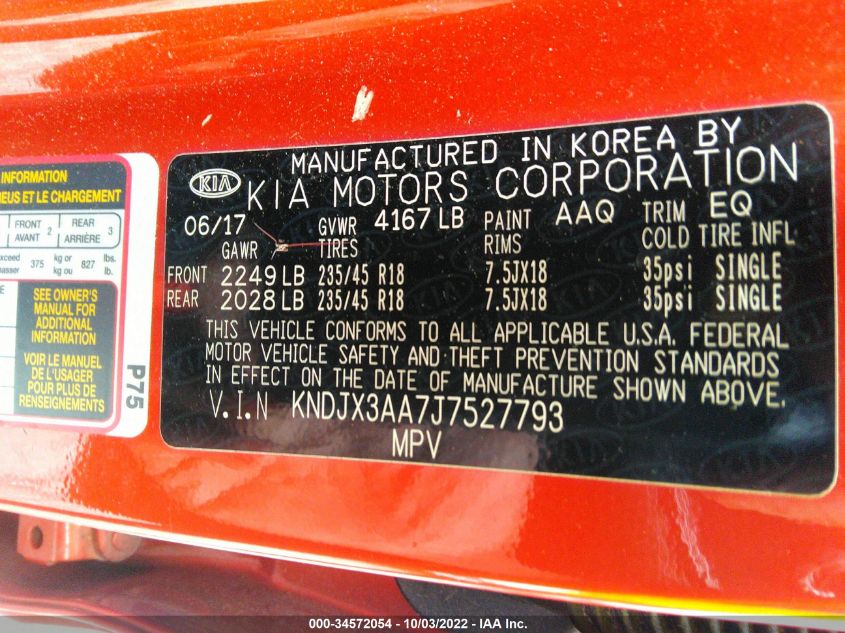 MANUFACTURED IN KOREA BY
KIA KIA MOTORS CORPORATION
06/17 GVWR 4167 LB PAINT AAQ TRIM EQ
GAWR TIRES RIMS COLD TIRE INFL
FRONT 2249 LB 235/45 R18 7.5JX18 35psi SINGLE
REAR 2028 LB 235/45 R18 7.5JX18 35psi SINGLE
THIS VEHICLE CONFORMS TO ALL APPLICABLE U.S.A. FEDERAL
MOTOR VEHICLE SAFETY AND THEFT PREVENTION STANDARDS
IN EFFECT ON THE DATE OF MANUFACTURE SHOWN ABOVE.
V.I.N KNDJX3AA7J7527793
MPV
INFORMATION
ET LE CHARGEMENT
FRONT 2 REAR 3
AVANT ARRIÈRE
375 kg or 827 lbs.
kg ou lb.
SEE OWNER'S
MANUAL FOR
ADDITIONAL
INFORMATION
VOIR LE MANUEL
DE L'USAGER
POUR PLUS DE
RENSEIGNEMENTS
P75
000-34572054 - 10/03/2022 - IAA Inc.